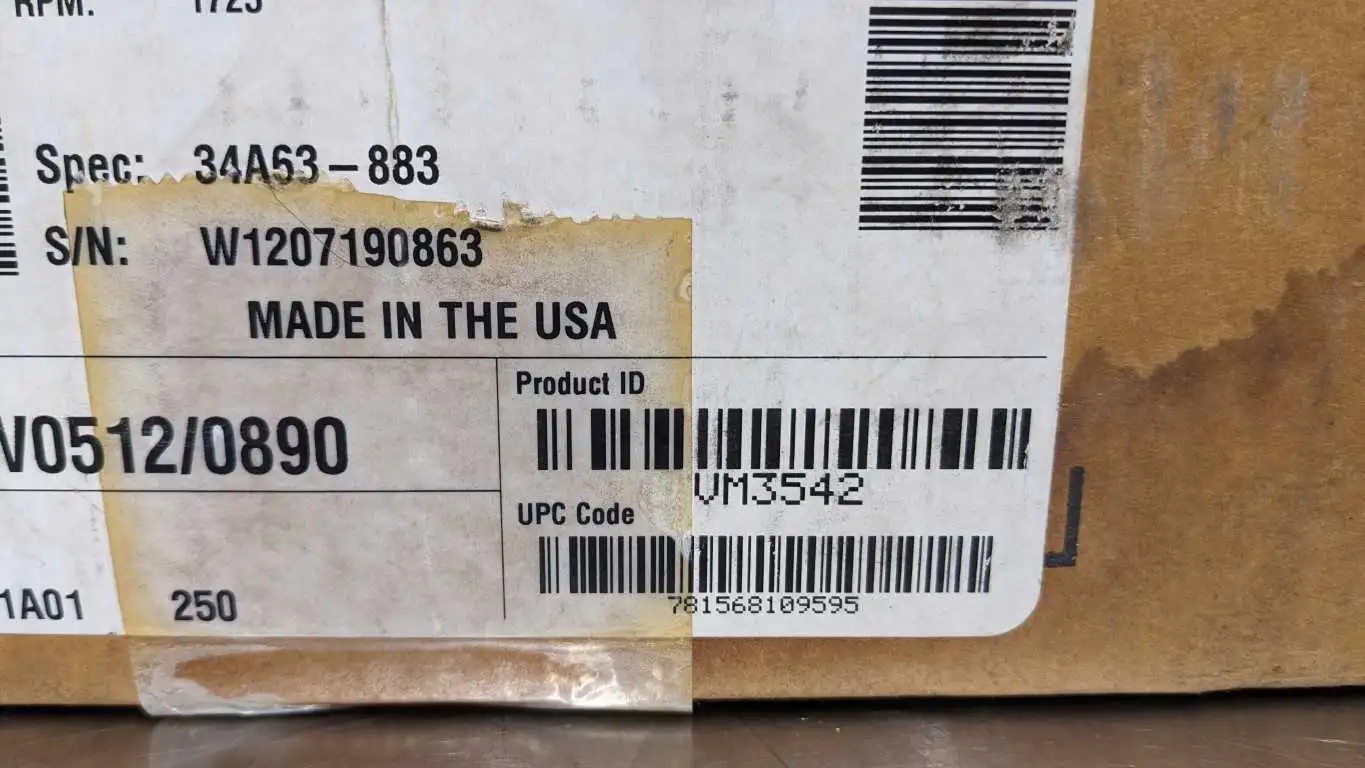 RPM: 1725
Spec: 34A63-883
S/N: W1207190863
MADE IN THE USA
V0512/0890
Product ID
VM3542
UPC Code
781568109595
1A01 250